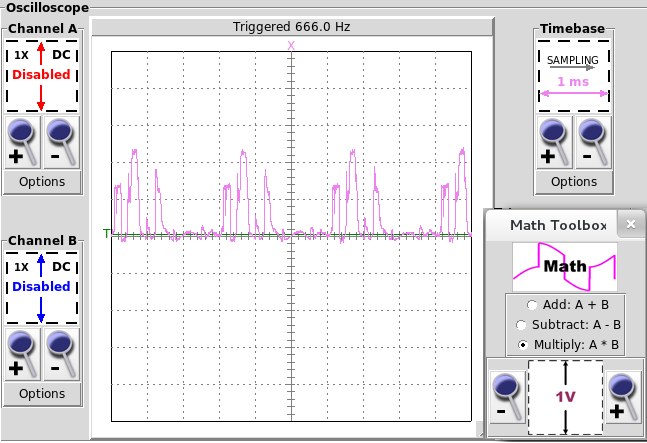 Oscilloscope
Channel A
1X DC
Disabled
+ -
Options
Channel B
1X DC
Disabled
+ -
Options
Triggered 666.0 Hz
X
T
Timebase
SAMPLING
1 ms
+ -
Options
Math Toolbox ×
Math
Add: A + B
Subtract: A - B
Multiply: A * B
- 1V +